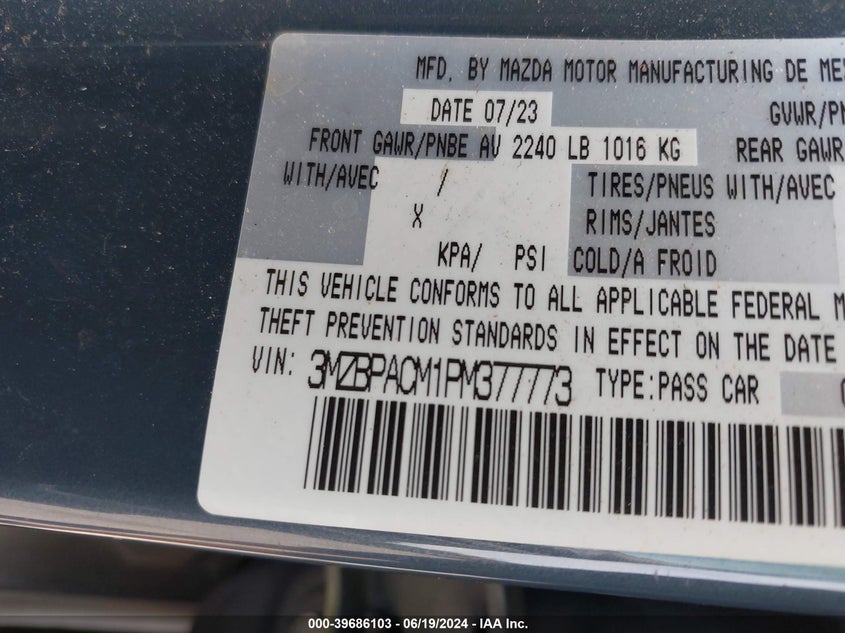 MFD. BY MAZDA MOTOR MANUFACTURING DE
DATE 07/23 GVWR/PN
FRONT GAWR/PNBE AV 2240 LB 1016 KG REAR GAWR
WITH/AVEC / TIRES/PNEUS WITH/AVEC
X RIMS/JANTES
KPA/ PSI COLD/A FROID
THIS VEHICLE CONFORMS TO ALL APPLICABLE FEDERAL M
THEFT PREVENTION STANDARDS IN EFFECT ON THE DATE
VIN: 3MZBPACM1PM377773 TYPE:PASS CAR
000-39686103 - 06/19/2024 - IAA Inc.